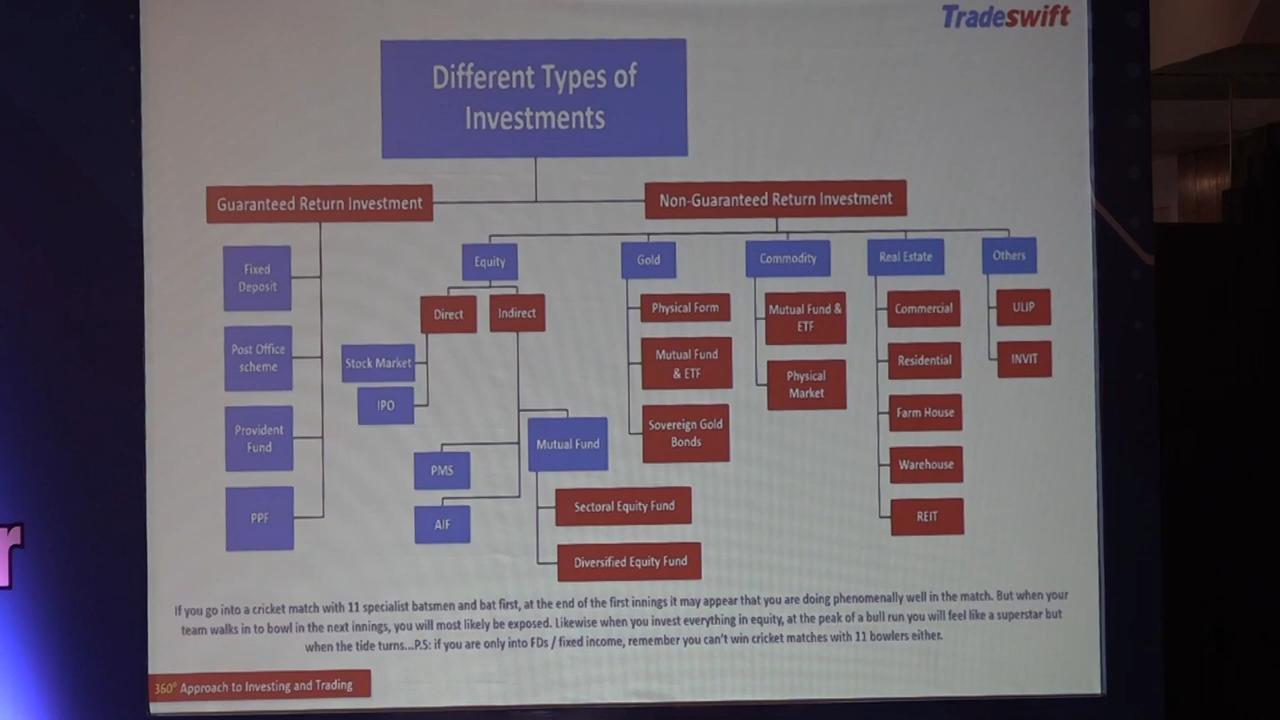 Tradeswift
Different Types of
Investments
Guaranteed Return Investment
Non-Guaranteed Return Investment
Fixed
Deposit
Post Office
scheme
Provident
Fund
PPF
Equity
Direct
Indirect
Stock Market
IPO
PMS
AIF
Mutual Fund
Sectoral Equity Fund
Diversified Equity Fund
Gold
Physical Form
Mutual Fund
& ETF
Sovereign Gold
Bonds
Commodity
Mutual Fund &
ETF
Physical
Market
Real Estate
Commercial
Residential
Farm House
Warehouse
REIT
Others
ULIP
INVIT
If you go into a cricket match with 11 specialist batsmen and bat first, at the end of the first innings it may appear that you are doing phenomenally well in the match. But when your
team walks in to bowl in the next innings, you will most likely be exposed. Likewise when you invest everything in equity, at the peak of a bull run you will feel like a superstar but
when the tide turns...P.S: if you are only into FDs / fixed income, remember you can't win cricket matches with 11 bowlers either.
360° Approach to Investing and Trading
r